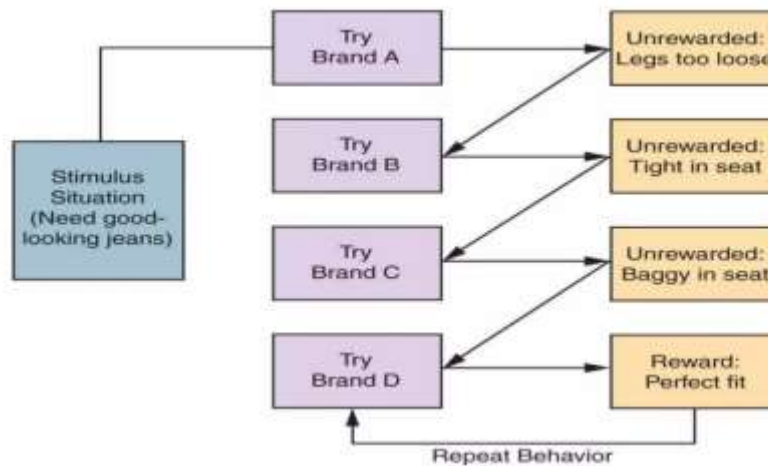 Try
Brand A
Unrewarded:
Legs too loose
Stimulus
Situation
(Need good-
looking jeans)
Try
Brand B
Unrewarded:
Tight in seat
Try
Brand C
Unrewarded:
Baggy in seat
Try
Brand D
Reward:
Perfect fit
Repeat Behavior